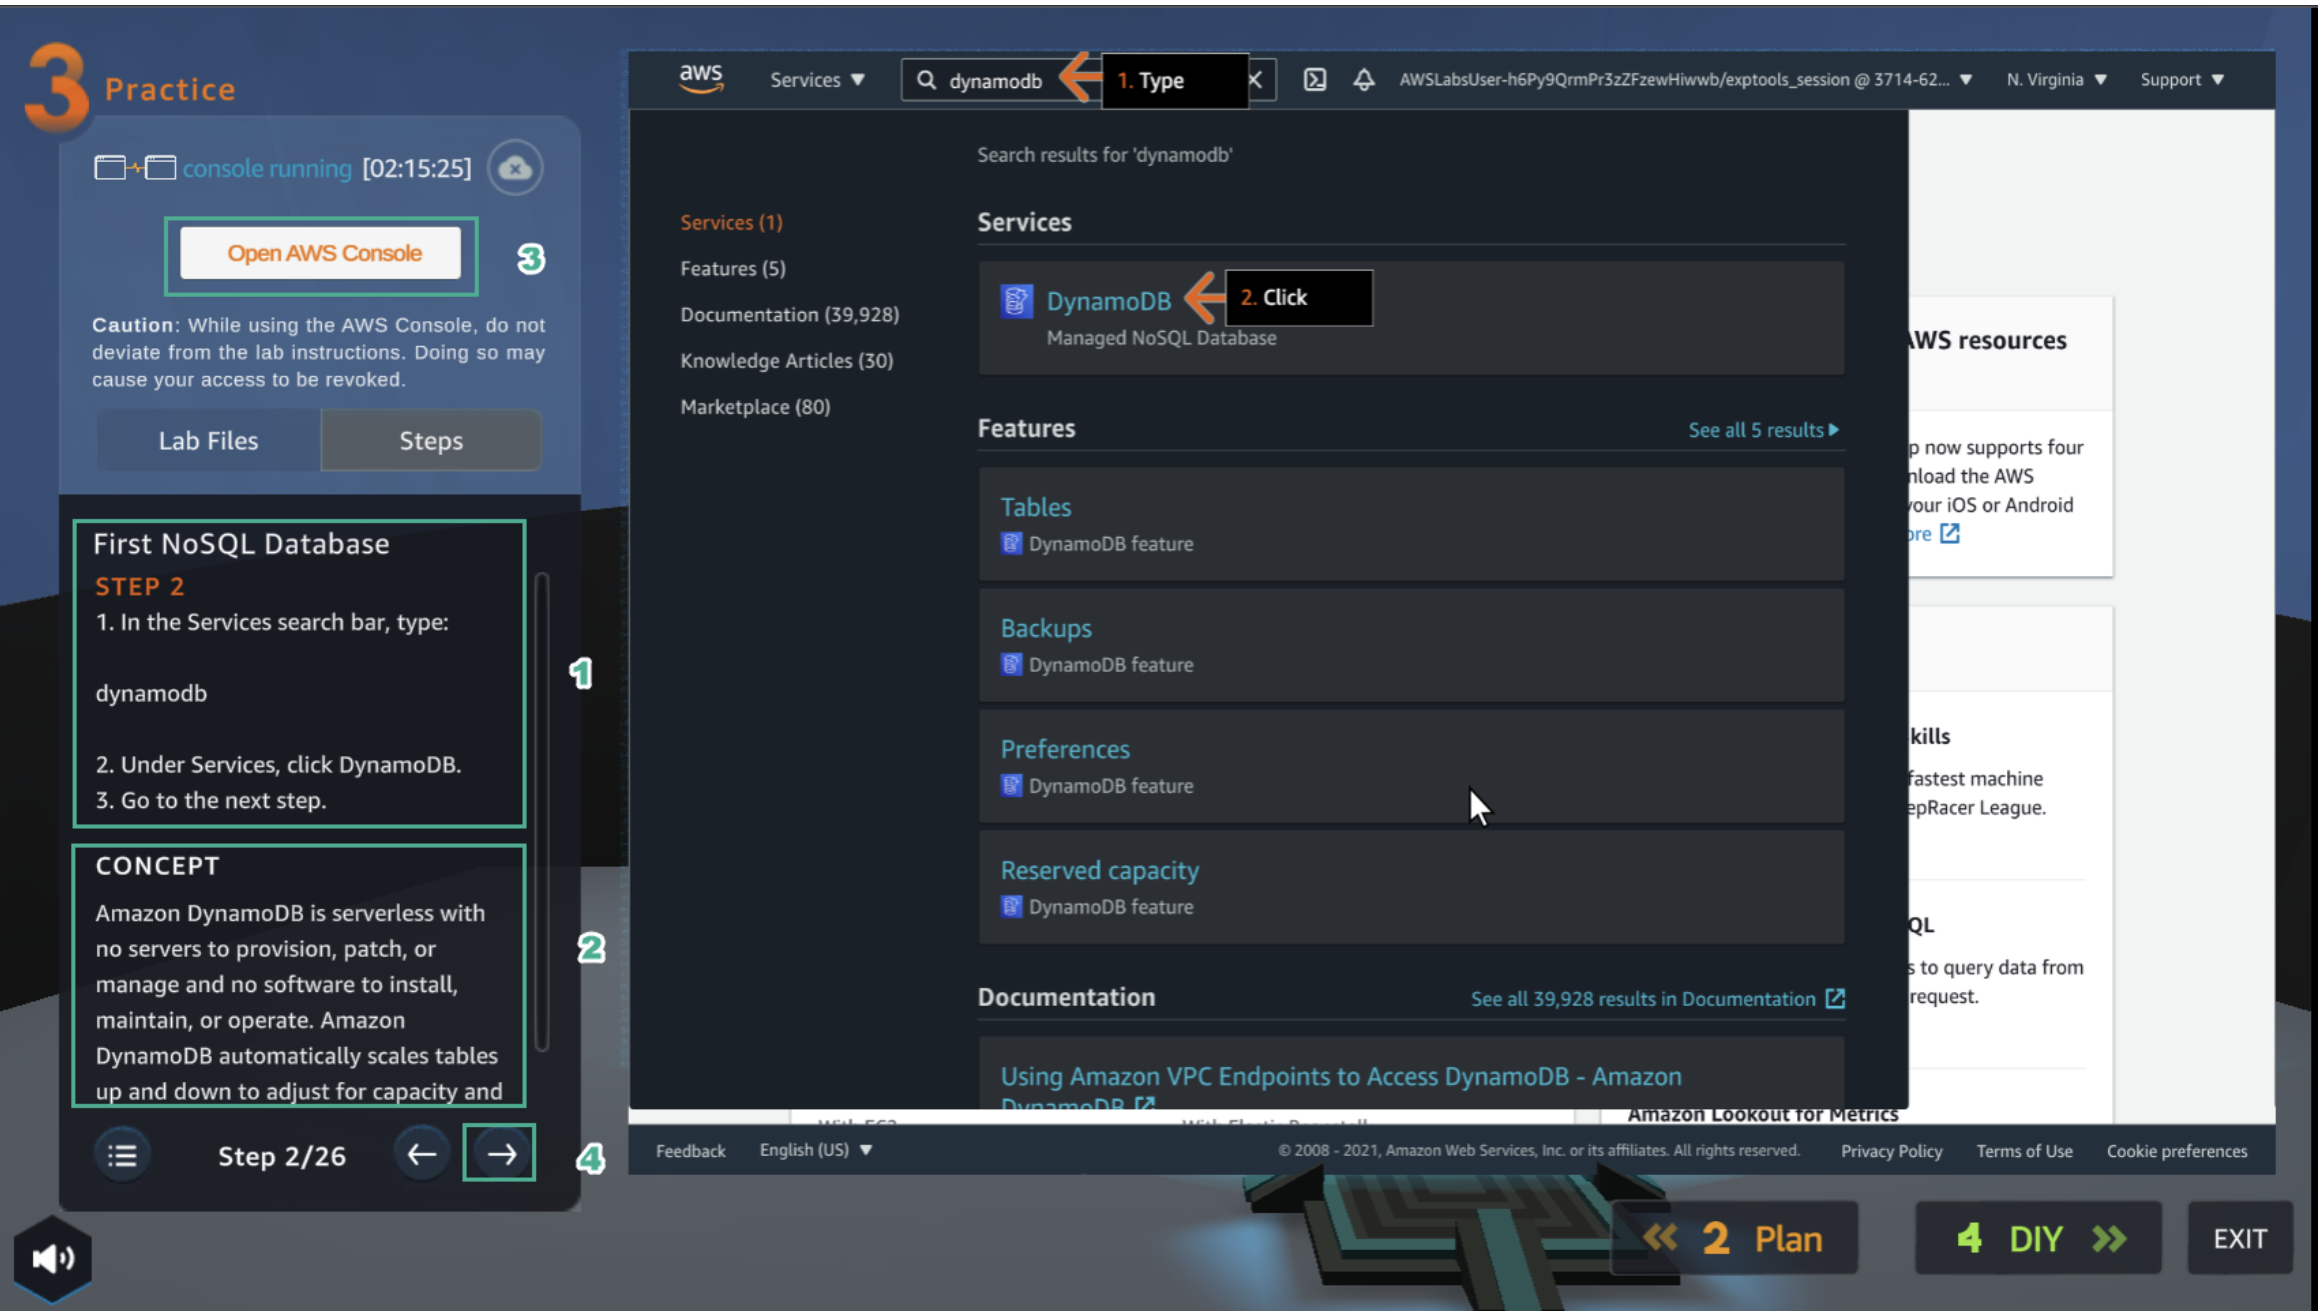 3 Practice
console running [02:15:25]
Open AWS Console
3
Caution: While using the AWS Console, do not
deviate from the lab instructions. Doing so may
cause your access to be revoked.
Lab Files
Steps
First NoSQL Database
STEP 2
1. In the Services search bar, type:
dynamodb
2. Under Services, click DynamoDB.
3. Go to the next step.
1
CONCEPT
Amazon DynamoDB is serverless with
no servers to provision, patch, or
manage and no software to install,
maintain, or operate. Amazon
DynamoDB automatically scales tables
up and down to adjust for capacity and
2
Step 2/26
4
aws
Services
dynamodb
1. Type
AWSLabsUser-h6Py9QrmPr3zZFzewHiwwb/exptools_session @ 3714-62...
N. Virginia
Support
Search results for 'dynamodb'
Services (1)
Features (5)
Documentation (39,928)
Knowledge Articles (30)
Marketplace (80)
Services
DynamoDB
2. Click
Managed NoSQL Database
Features
See all 5 results
Tables
DynamoDB feature
Backups
DynamoDB feature
Preferences
DynamoDB feature
Reserved capacity
DynamoDB feature
Documentation
See all 39,928 results in Documentation
Using Amazon VPC Endpoints to Access DynamoDB - Amazon
DynamoDB
AWS resources
p now supports four
nload the AWS
your iOS or Android
ore
kills
fastest machine
epRacer League.
QL
s to query data from
request.
Amazon Lookout for Metrics
Feedback
English (US)
© 2008 - 2021, Amazon Web Services, Inc. or its affiliates. All rights reserved.
Privacy Policy
Terms of Use
Cookie preferences
2 Plan
4 DIY
EXIT